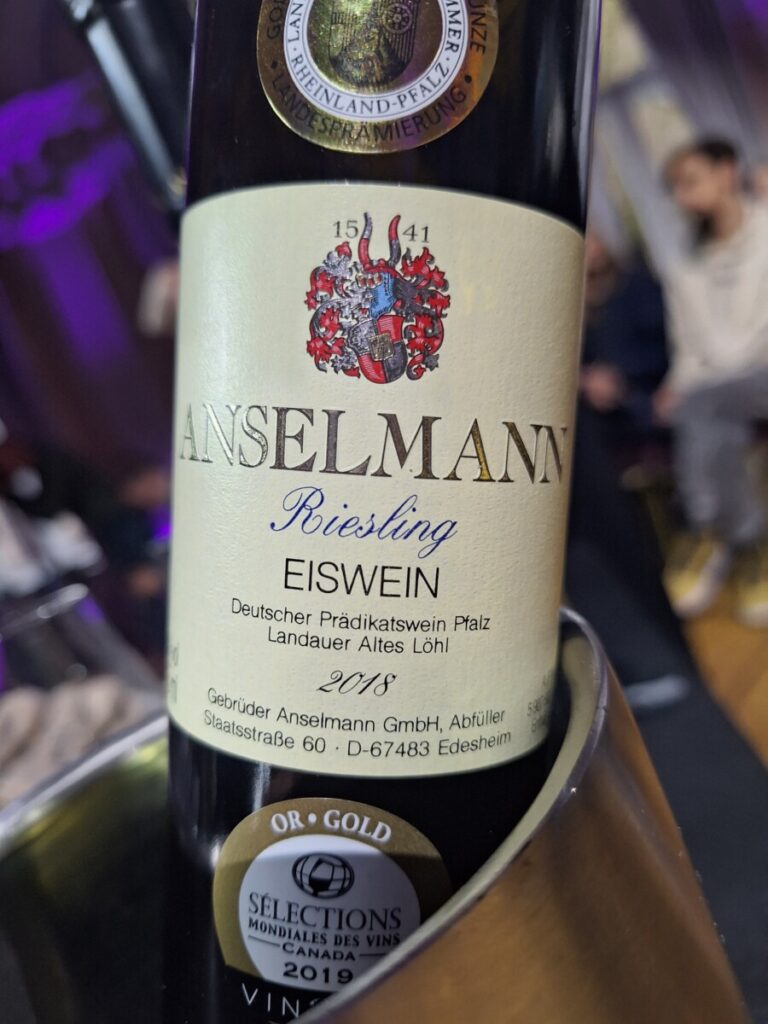 RHEINLAND-PFALZ
LANDESPRÄMIERUNG
15 41
ANSELMANN
Riesling
EISWEIN
Deutscher Prädikatswein Pfalz
Landauer Altes Löhl
2018
Gebrüder Anselmann GmbH, Abfüller
Staatsstraße 60 · D-67483 Edesheim
OR • GOLD
SÉLECTIONS
MONDIALES DES VINS
CANADA
2019